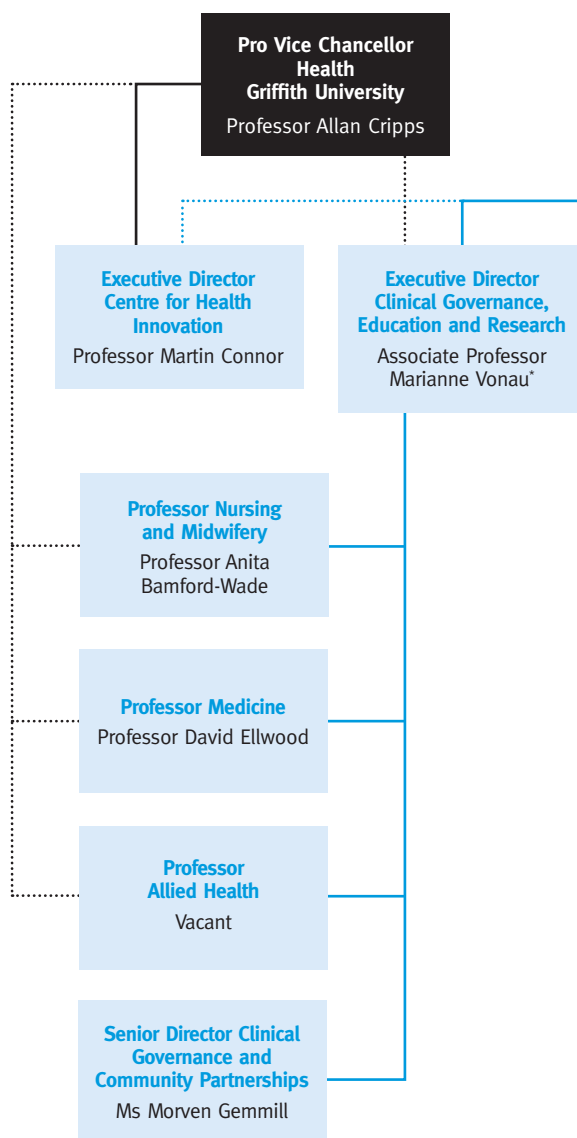 Pro Vice Chancellor
Health
Griffith University
Professor Allan Cripps
Executive Director
Centre for Health
Innovation
Professor Martin Connor
Executive Director
Clinical Governance,
Education and Research
Associate Professor
Marianne Vonau*
Professor Nursing
and Midwifery
Professor Anita
Bamford-Wade
Professor Medicine
Professor David Ellwood
Professor
Allied Health
Vacant
Senior Director Clinical
Governance and
Community Partnerships
Ms Morven Gemmill